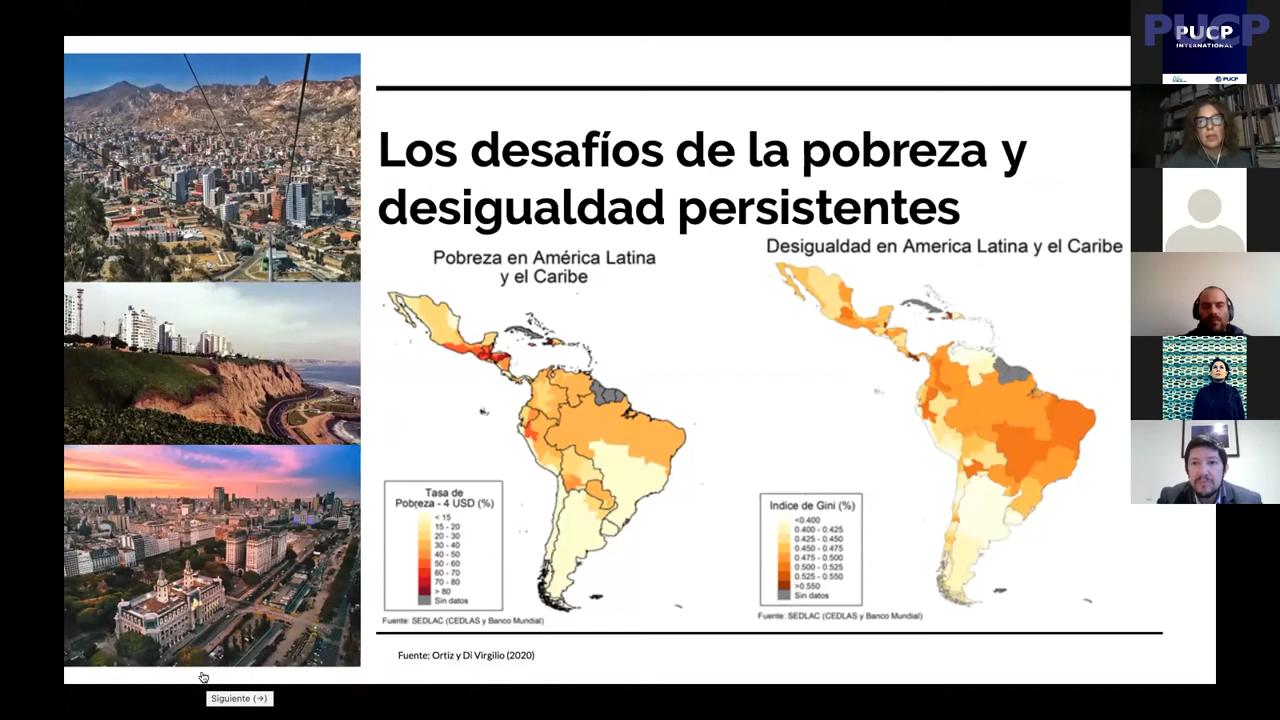 Los desafíos de la pobreza y
desigualdad persistentes
Pobreza en América Latina
y el Caribe
Tasa de
Pobreza - 4 USD (%)
< 15
15 - 20
20 - 30
30 - 40
40 - 50
50 - 60
60 - 70
70 - 80
> 80
Sin datos
Fuente: SEDLAC (CEDLAS y Banco Mundial)
Desigualdad en America Latina y el Caribe
Indice de Gini (%)
<0.400
0.400 - 0.425
0.425 - 0.450
0.450 - 0.475
0.475 - 0.500
0.500 - 0.525
0.525 - 0.550
>0.550
Sin datos
Fuente: SEDLAC (CEDLAS y Banco Mundial)
Fuente: Ortiz y Di Virgilio (2020)
Siguiente (→)
PUCP
PUCP
INTERNATIONAL
PUCP